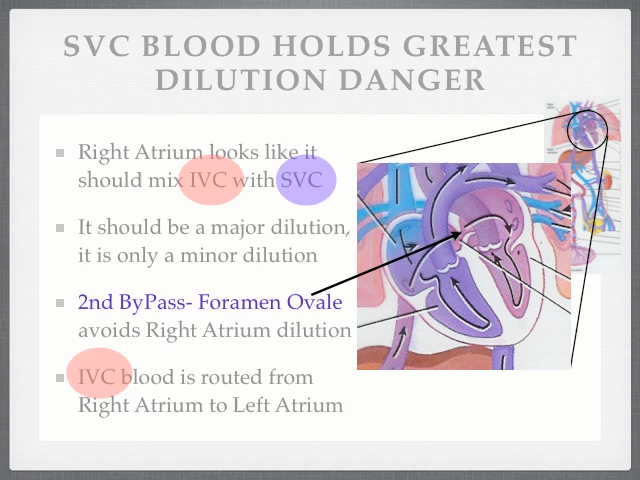 SVC BLOOD HOLDS GREATEST
DILUTION DANGER
Right Atrium looks like it
should mix IVC with SVC
It should be a major dilution,
it is only a minor dilution
2nd ByPass- Foramen Ovale
avoids Right Atrium dilution
IVC blood is routed from
Right Atrium to Left Atrium